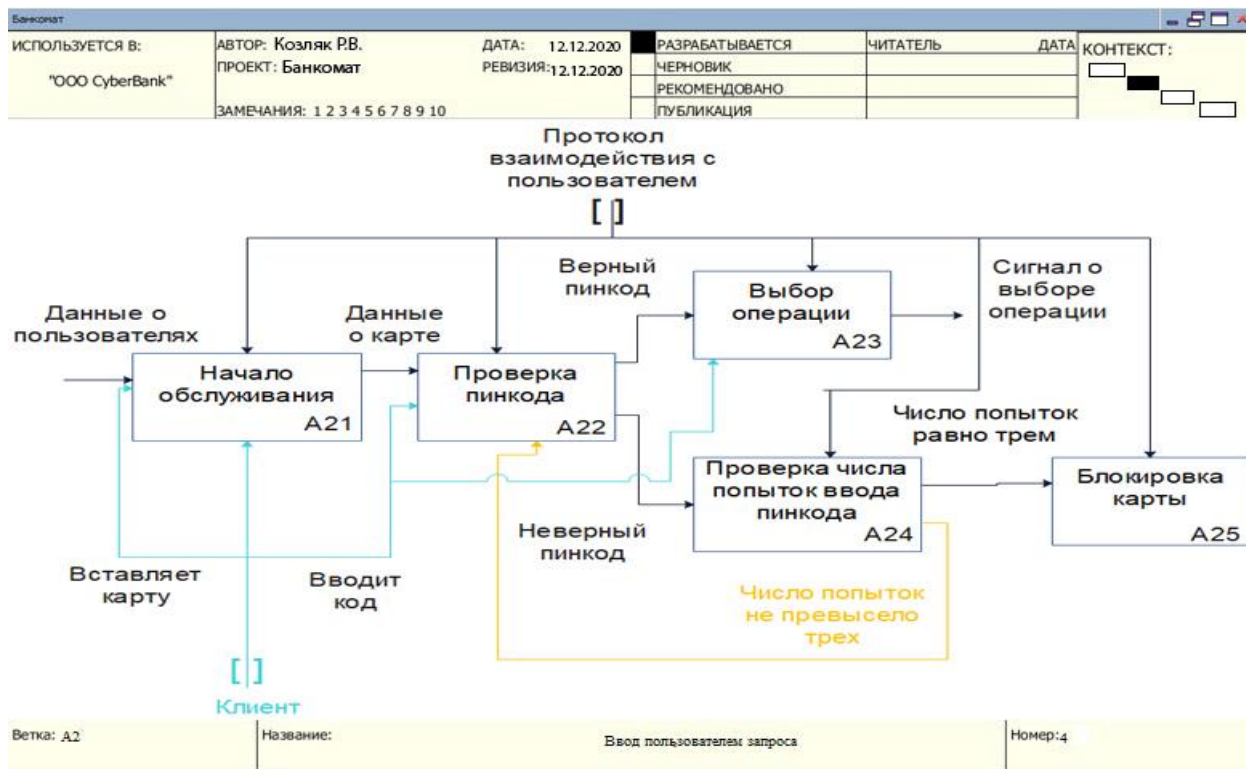 Банкомат
ИСПОЛЬЗУЕТСЯ В:
"ООО CyberBank"
АВТОР: Козляк Р.В.
ДАТА: 12.12.2020
ПРОЕКТ: Банкомат
РЕВИЗИЯ: 12.12.2020
ЗАМЕЧАНИЯ: 1 2 3 4 5 6 7 8 9 10
РАЗРАБАТЫВАЕТСЯ
ЧЕРНОВИК
РЕКОМЕНДОВАНО
ПУБЛИКАЦИЯ
ЧИТАТЕЛЬ
ДАТА
КОНТЕКСТ:
Протокол
взаимодействия с
пользователем
[ ]
Данные о
пользователях
Начало
обслуживания
A21
Данные
о карте
Проверка
пинкода
A22
Верный
пинкод
Выбор
операции
A23
Сигнал о
выборе
операции
Неверный
пинкод
Проверка числа
попыток ввода
пинкода
A24
Число попыток
равно трем
Блокировка
карты
A25
Вставляет
карту
Вводит
код
Число попыток
не превысело
трех
[ ]
Клиент
Ветка: A2
Название:
Ввод пользователем запроса
Номер:4